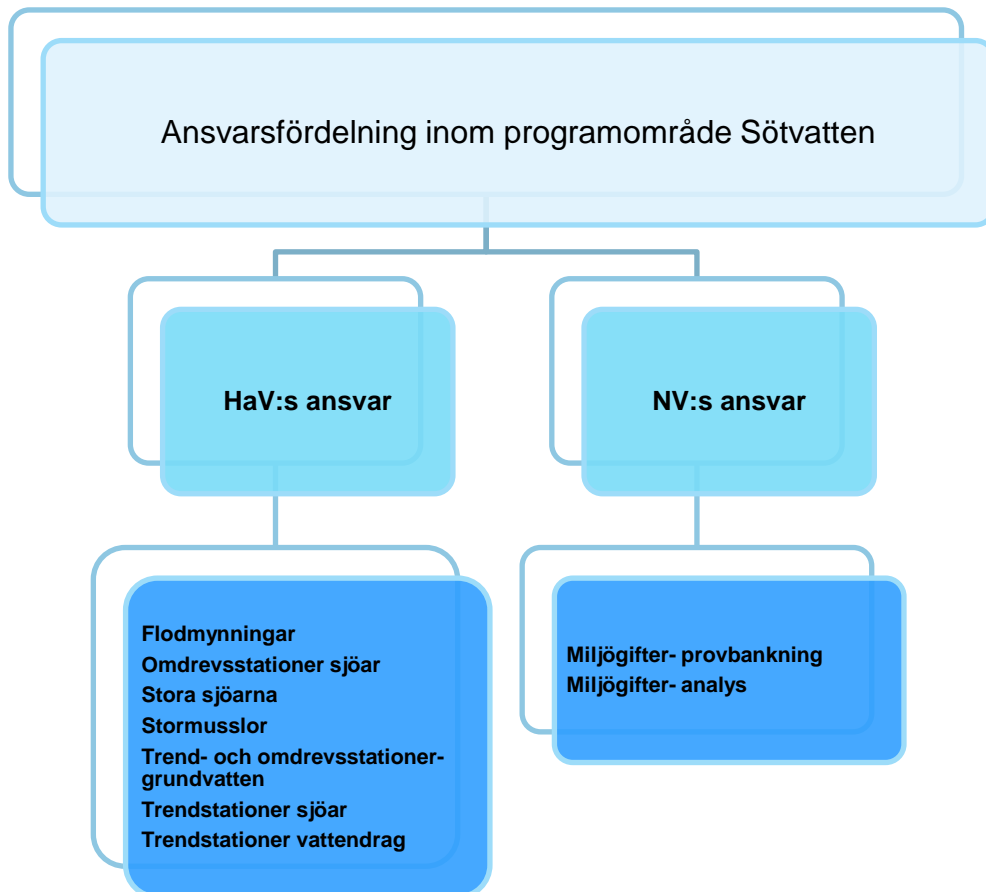 Ansvarsfördelning inom programområde Sötvatten
HaV:s ansvar
NV:s ansvar
Flodmynningar
Omdrevsstationer sjöar
Stora sjöarna
Stormusslor
Trend- och omdrevsstationer-
grundvatten
Trendstationer sjöar
Trendstationer vattendrag
Miljögifter- provbankning
Miljögifter- analys